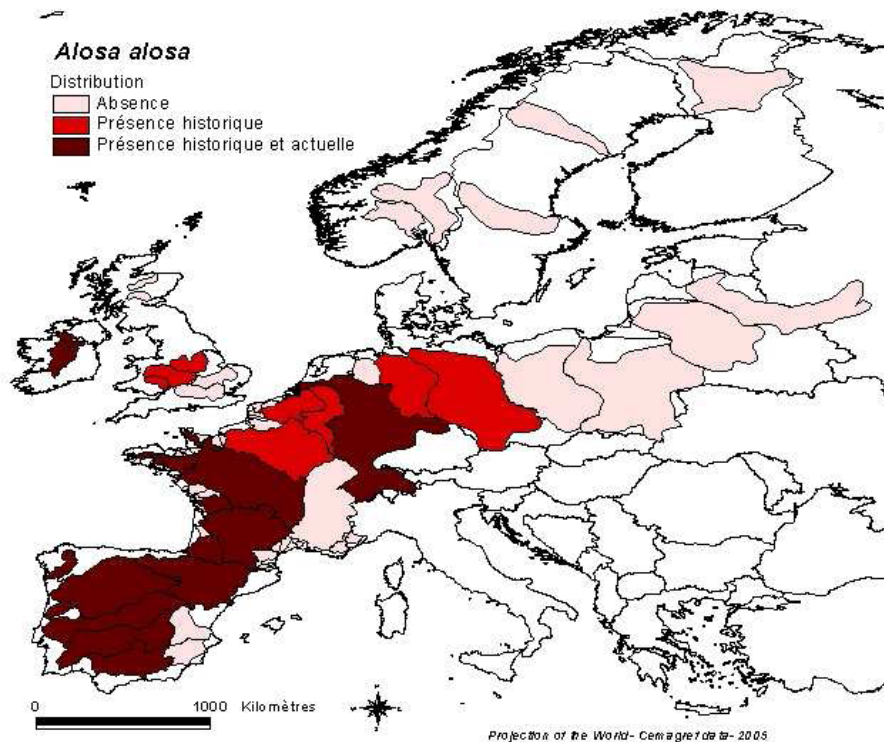 Alosa alosa
Distribution
Absence
Présence historique
Présence historique et actuelle
0 1000 Kilomètres
Projection of the World - Cemagref data - 2005